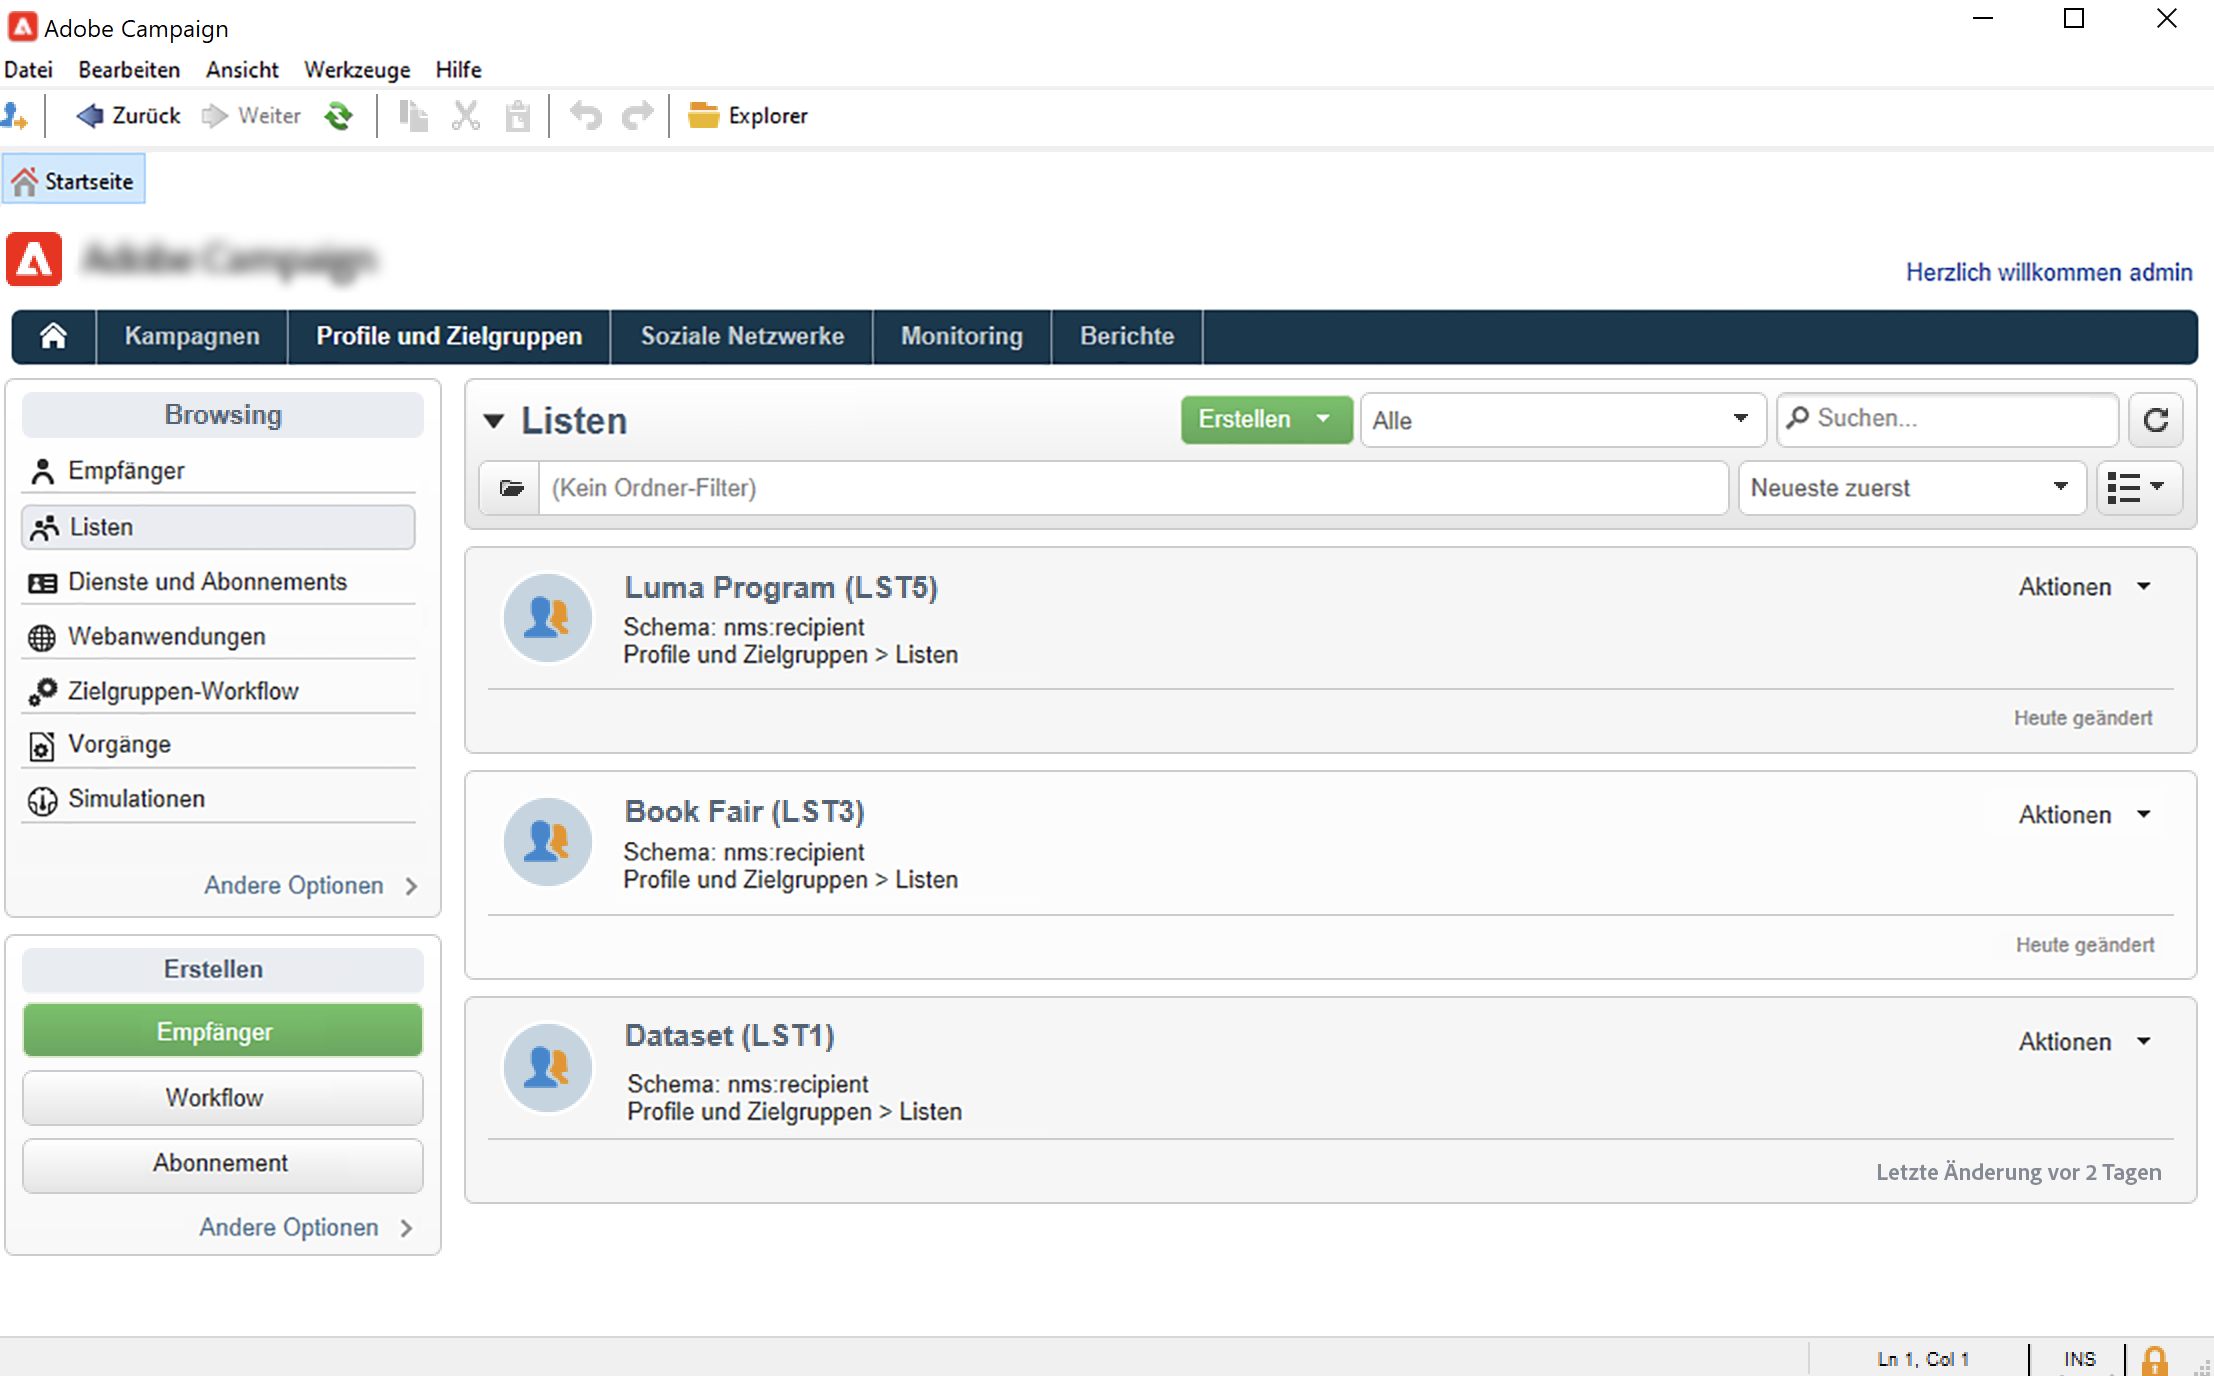 Adobe Campaign
Datei Bearbeiten Ansicht Werkzeuge Hilfe
Zurück Weiter Explorer
Startseite
Adobe Campaign
Herzlich willkommen admin
Kampagnen Profile und Zielgruppen Soziale Netzwerke Monitoring Berichte
Browsing
Empfänger
Listen
Dienste und Abonnements
Webanwendungen
Zielgruppen-Workflow
Vorgänge
Simulationen
Andere Optionen
Erstellen
Empfänger
Workflow
Abonnement
Andere Optionen
Listen Erstellen Alle Suchen...
(Kein Ordner-Filter) Neueste zuerst
Luma Program (LST5) Aktionen
Schema: nms:recipient
Profile und Zielgruppen > Listen
Heute geändert
Book Fair (LST3) Aktionen
Schema: nms:recipient
Profile und Zielgruppen > Listen
Heute geändert
Dataset (LST1) Aktionen
Schema: nms:recipient
Profile und Zielgruppen > Listen
Letzte Änderung vor 2 Tagen
Ln 1, Col 1 INS